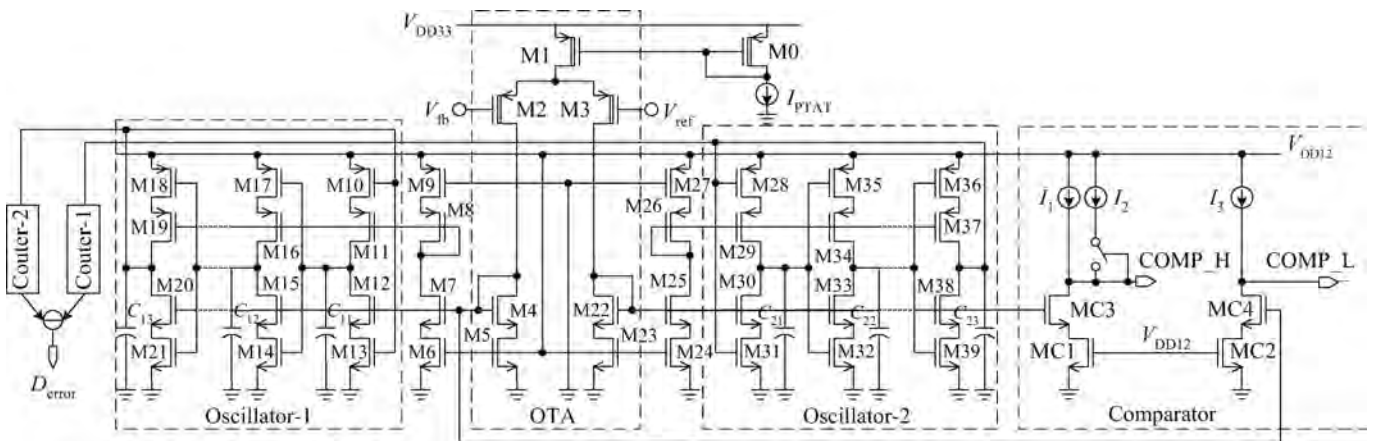 V_DD33
M1
M0
I_PTAT
V_fb
M2
M3
V_ref
V_DD12
M18
M17
M10
M9
M27
M28
M35
M36
M8
M26
M19
M16
M11
M29
M34
M37
I_1
I_2
I_3
Couer-2
Couer-1
COMP_H
COMP_L
M20
M15
M12
M7
M4
M22
M25
M30
M33
M38
MC3
MC4
C_13
C_12
C_11
C_21
C_22
C_23
M5
M23
M21
M14
M13
M6
M24
M31
M32
M39
MC1
V_DD12
MC2
D_error
Oscillator-1
OTA
Oscillator-2
Comparator